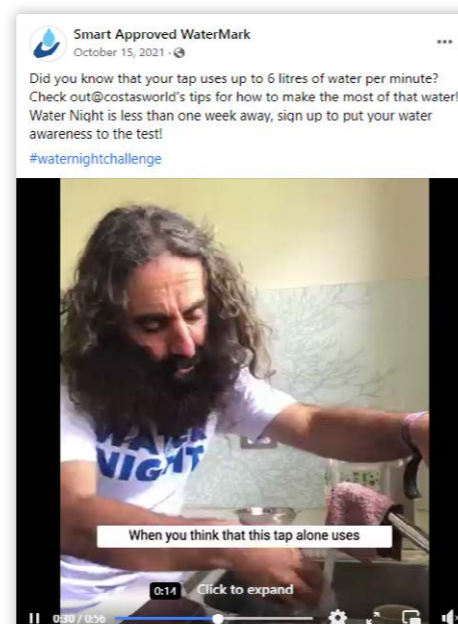 Smart Approved WaterMark
October 15, 2021 ·
Did you know that your tap uses up to 6 litres of water per minute?
Check out@costasworld's tips for how to make the most of that water!
Water Night is less than one week away, sign up to put your water
awareness to the test!
#waternightchallenge
WATER
NIGHT
When you think that this tap alone uses
0:14 Click to expand
0:30 / 0:56